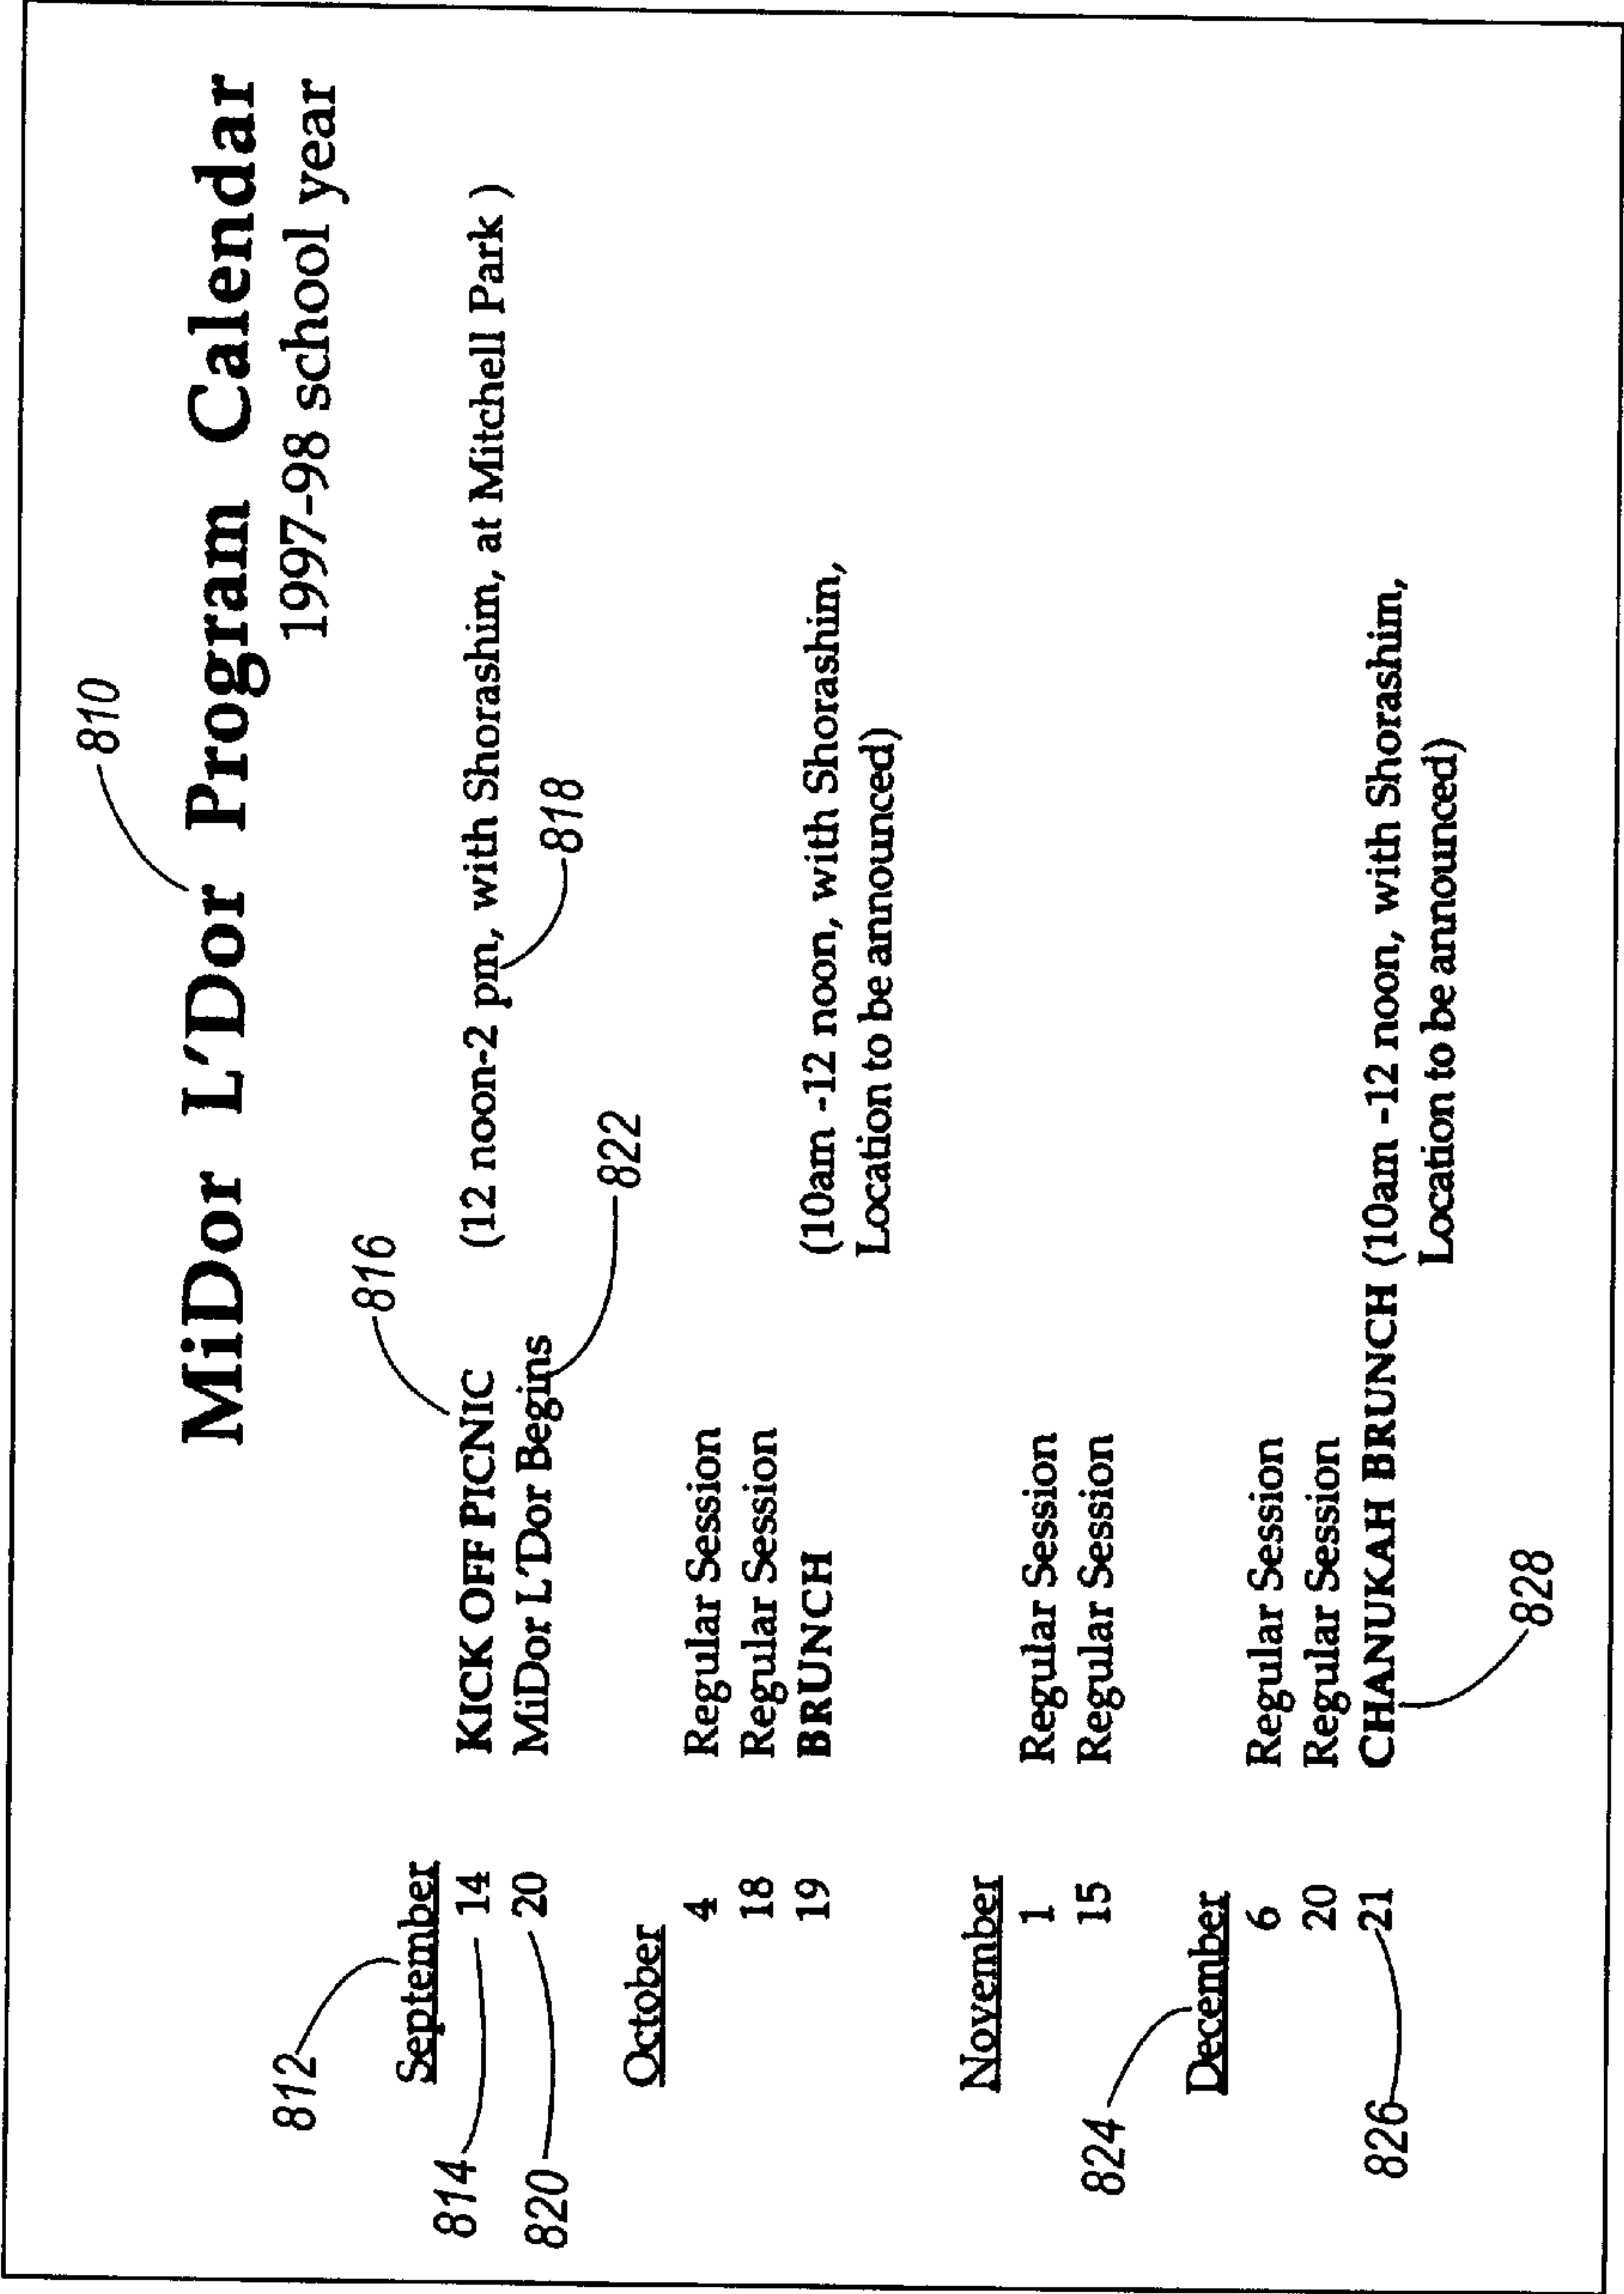 810
MiDor L'Dor Program Calendar
1997-98 school year
812
816
September
814 14 KICK OFF PICNIC (12 noon-2 pm, with Shorashim, at Mitchell Park )
820 20 MiDor L'Dor Begins
818
822
October
4 Regular Session
18 Regular Session
19 BRUNCH (10am -12 noon, with Shorashim,
Location to be announced)
November
1 Regular Session
15 Regular Session
824
December
6 Regular Session
20 Regular Session
826 21 CHANUKAH BRUNCH (10am -12 noon, with Shorashim,
Location to be announced)
828